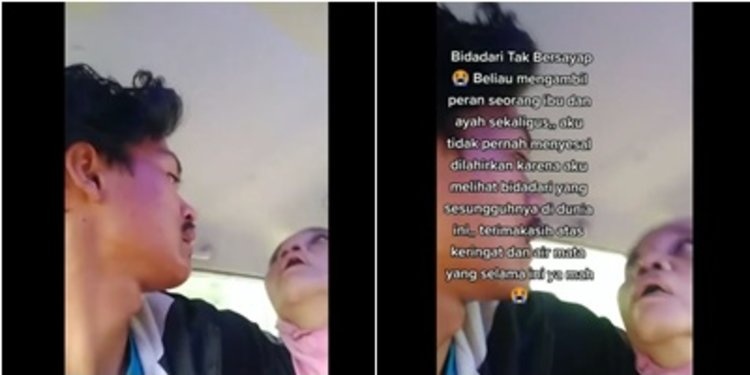 Bidadari Tak Bersayap
😭 Beliau mengambil
peran seorang ibu dan
ayah sekaligus.. aku
tidak pernah menyesal
dilahirkan karena aku
melihat bidadari yang
sesungguhnya di dunia
ini.. terimakasih atas
keringat dan air mata
yang selama ini ya mah
😭